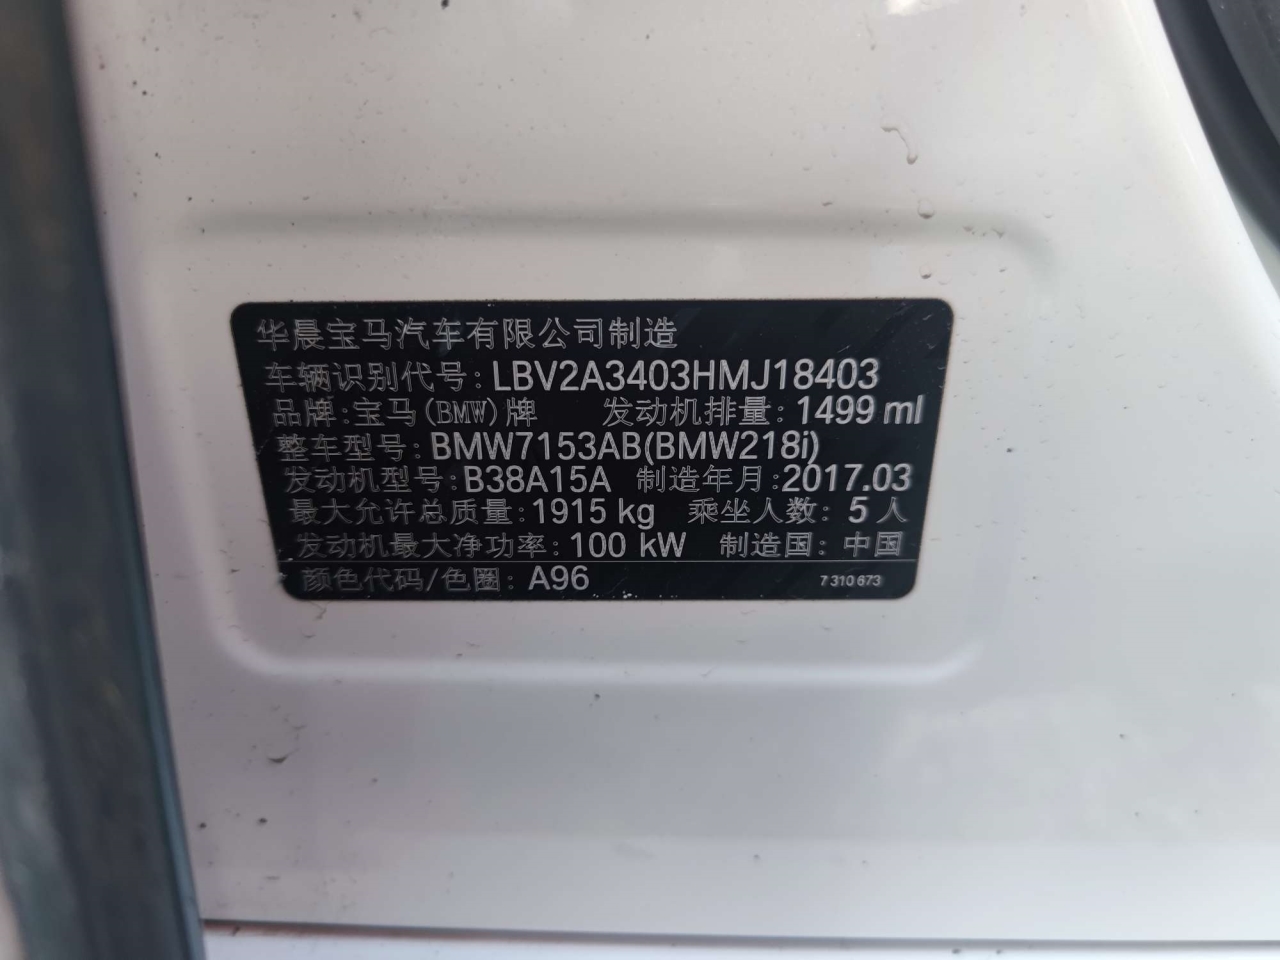 华晨宝马汽车有限公司制造
车辆识别代号: LBV2A3403HMJ18403
品牌: 宝马(BMW)牌 发动机排量: 1499 ml
整车型号: BMW7153AB(BMW218i)
发动机型号: B38A15A 制造年月: 2017.03
最大允许总质量: 1915 kg 乘坐人数: 5 人
发动机最大净功率: 100 kW 制造国: 中国
颜色代码/色圈: A96 7 310 673